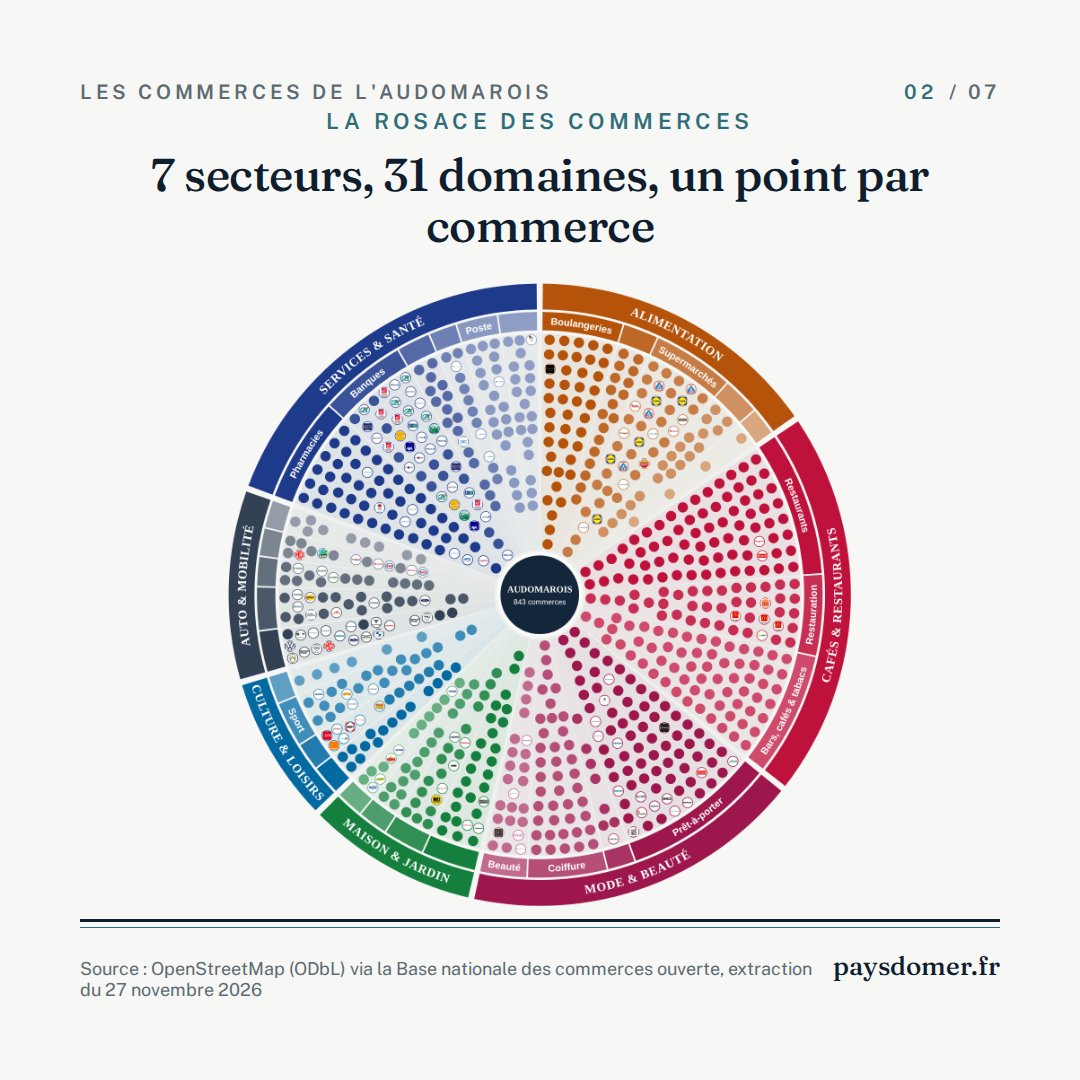 LES COMMERCES DE L'AUDOMAROIS
02 / 07
LA ROSACE DES COMMERCES
7 secteurs, 31 domaines, un point par
commerce
SERVICES & SANTÉ
Poste
Banques
Pharmacies
ALIMENTATION
Boulangeries
Supermarchés
CAFÉS & RESTAURANTS
Restaurants
Restauration
Bars, cafés & tabacs
MODE & BEAUTÉ
Prêt-à-porter
Coiffure
Beauté
MAISON & JARDIN
CULTURE & LOISIRS
Sport
AUTO & MOBILITÉ
AUDOMAROIS
843 commerces
Source : OpenStreetMap (ODbL) via la Base nationale des commerces ouverte, extraction
du 27 novembre 2026
paysdomer.fr